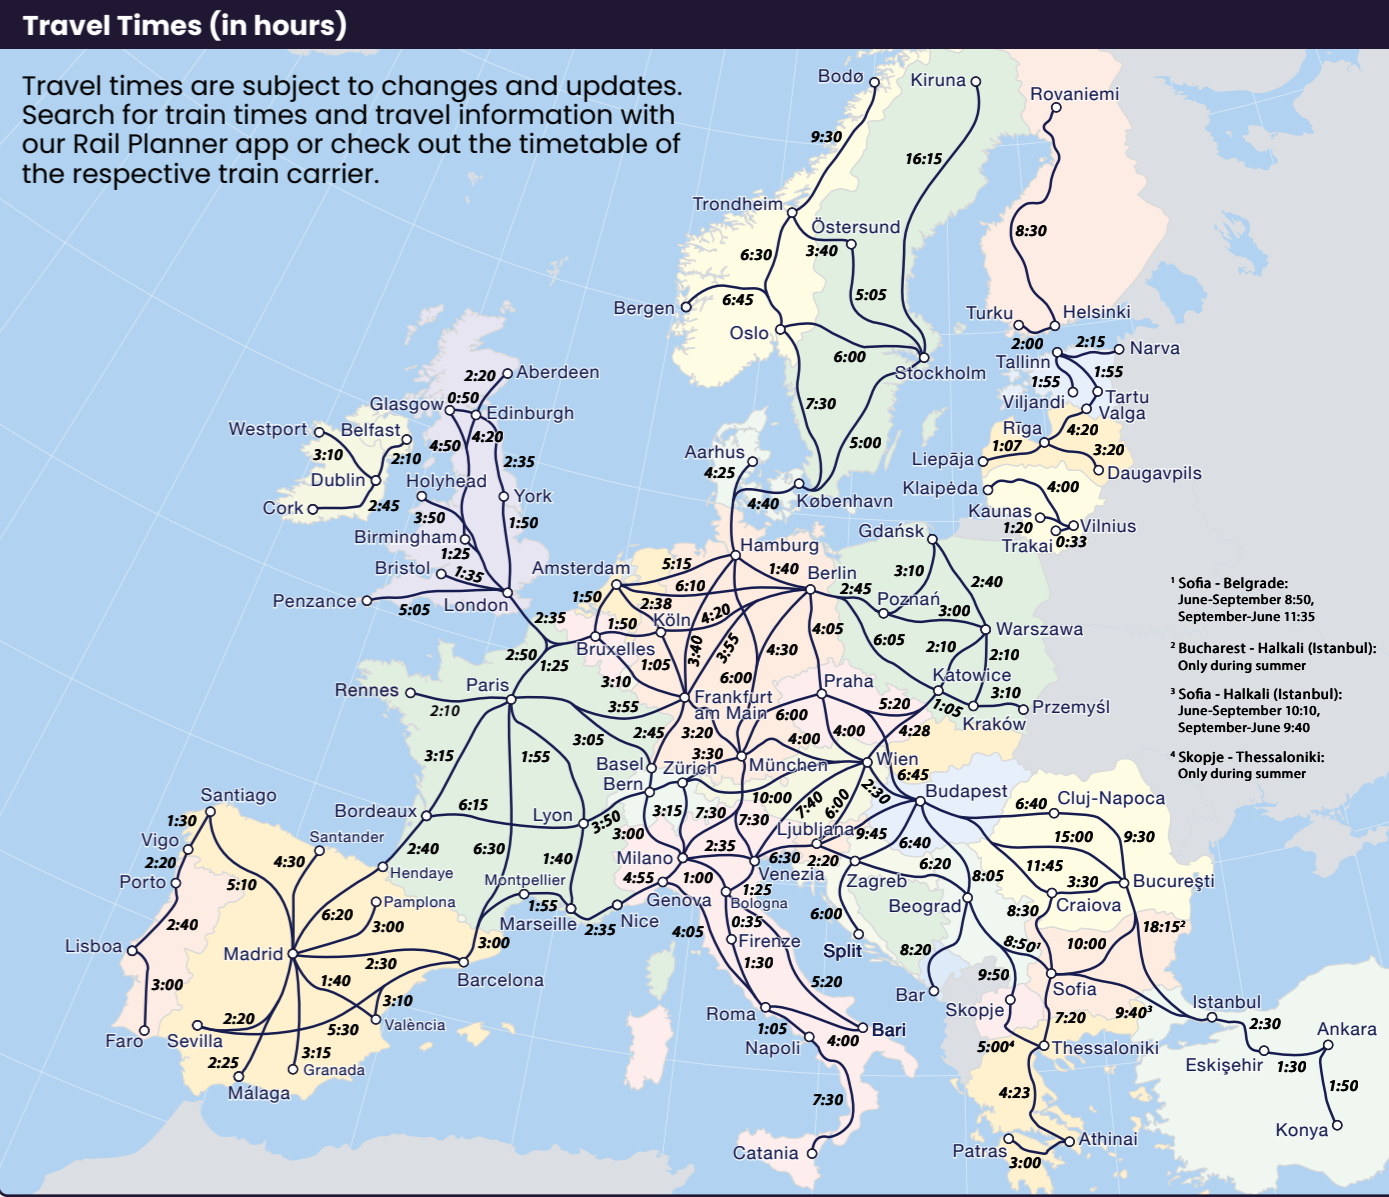 Travel Times (in hours)
Travel times are subject to changes and updates.
Search for train times and travel information with
our Rail Planner app or check out the timetable of
the respective train carrier.
Bodø
Kiruna
Rovaniemi
9:30
16:15
Trondheim
Östersund
3:40
8:30
6:30
5:05
6:45
Bergen
Oslo
Turku
Helsinki
2:00
2:15
Narva
6:00
Stockholm
Tallinn
1:55
1:55
Viljandi
Tartu
Valga
2:20
Aberdeen
0:50
Glasgow
Edinburgh
7:30
5:00
4:20
Rīga
1:07
3:20
Liepāja
Daugavpils
Westport
Belfast
3:10
2:10
4:50
4:20
2:35
Aarhus
4:25
Dublin
Holyhead
York
4:40
København
Klaipėda
4:00
Kaunas
1:20
Vilnius
Trakai
0:33
Cork
2:45
3:50
1:50
Birmingham
1:25
Bristol
1:35
Penzance
5:05
London
Gdańsk
3:10
2:40
Hamburg
Amsterdam
5:15
1:40
Berlin
6:10
2:45
1:50
2:38
Poznań
3:00
2:35
1:50
Köln
4:20
Warszawa
Bruxelles
4:05
6:05
2:10
2:10
2:50
1:25
1:05
3:40
3:55
4:30
3:10
6:00
Katowice
3:10
Rennes
Paris
2:10
Frankfurt
am Main
Praha
5:20
1:05
Kraków
Przemyśl
3:55
6:00
3:05
2:45
3:20
4:00
4:00
4:28
3:15
1:55
3:30
Basel
Zürich
München
Wien
6:45
Bern
Santiago
Bordeaux
6:15
Lyon
3:50
3:15
7:30
10:00
7:30
7:40
6:00
2:30
Budapest
6:40
Cluj-Napoca
1:30
Vigo
Santander
2:40
6:30
1:40
3:00
Milano
2:35
Ljubljana
9:45
6:40
15:00
9:30
2:20
Porto
4:30
Hendaye
Montpellier
4:55
1:00
6:30
2:20
6:20
11:45
5:10
Venezia
Zagreb
8:05
3:30
Bucureşti
Pamplona
1:55
Genova
1:25
Bologna
Beograd
Craiova
6:20
3:00
Marseille
Nice
2:35
0:35
6:00
8:30
2:40
Lisboa
Madrid
2:30
3:00
4:05
Firenze
Split
8:20
8:50¹
10:00
18:15²
1:40
Barcelona
1:30
9:50
3:00
3:10
5:20
Bar
Sofia
Skopje
9:40³
Istanbul
2:20
València
Roma
1:05
Bari
7:20
2:30
Ankara
Faro
Sevilla
5:30
Napoli
4:00
5:00⁴
Thessaloniki
Eskişehir
1:30
2:25
3:15
Granada
Málaga
7:30
4:23
1:50
Konya
Catania
Patras
3:00
Athinai
¹ Sofia - Belgrade:
June-September 8:50,
September-June 11:35
² Bucharest - Halkali (Istanbul):
Only during summer
³ Sofia - Halkali (Istanbul):
June-September 10:10,
September-June 9:40
⁴ Skopje - Thessaloniki:
Only during summer